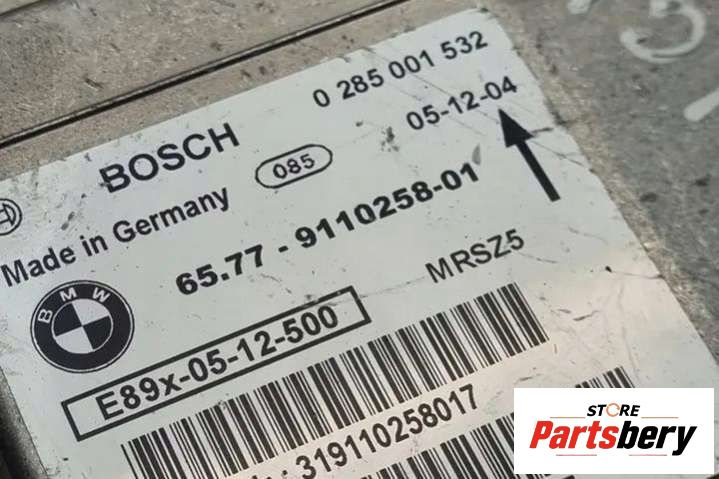 0 285 001 532
BOSCH
085
05-12-04
Made in Germany
65.77 - 9110258-01
BMW
MRSZ5
E89x-05-12-500
: 319110258017
STORE
Partsbery